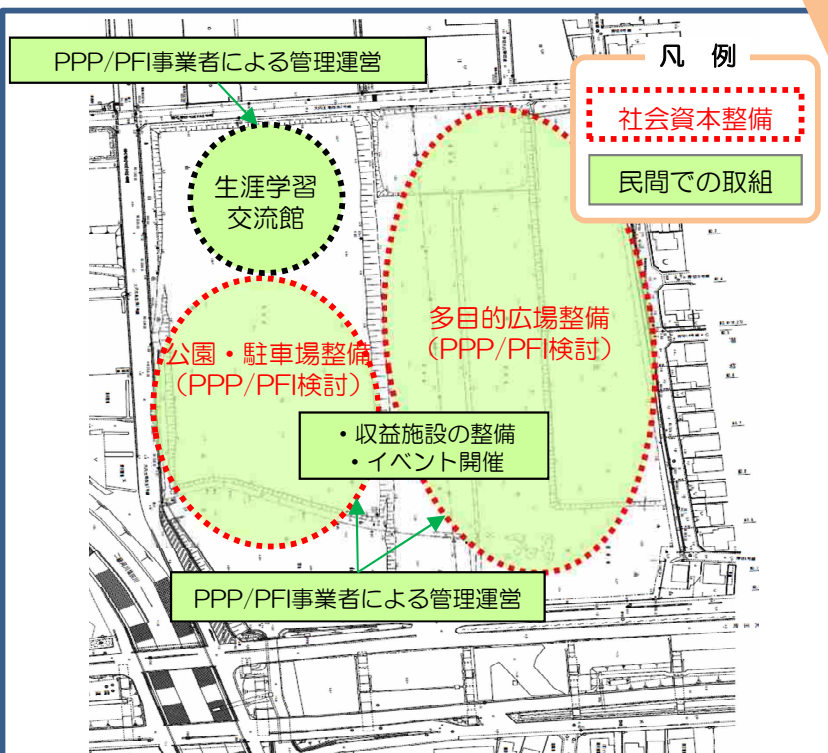 PPP/PFI事業者による管理運営
凡 例
社会資本整備
民間での取組
生涯学習
交流館
多目的広場整備
（PPP/PFI検討）
公園・駐車場整備
（PPP/PFI検討）
・収益施設の整備
・イベント開催
PPP/PFI事業者による管理運営